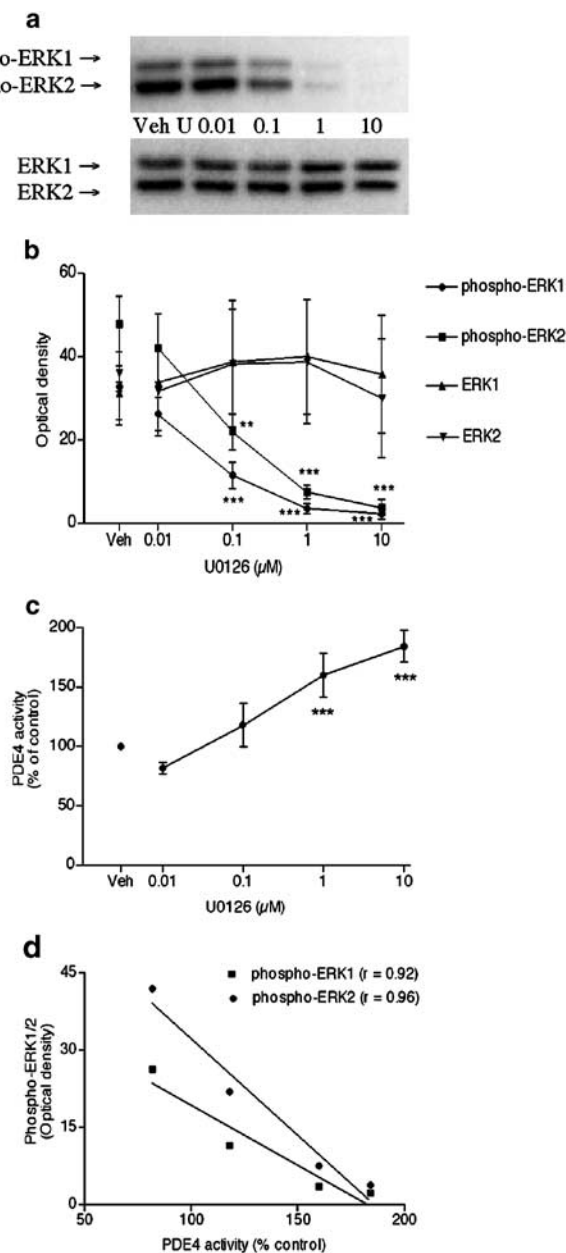 a
o-ERK1 →
o-ERK2 →
Veh U 0.01 0.1 1 10
ERK1 →
ERK2 →
b
60
40
20
0
Optical density
**
***
***
***
***
***
Veh 0.01 0.1 1 10
U0126 (µM)
phospho-ERK1
phospho-ERK2
ERK1
ERK2
c
200
150
100
50
0
PDE4 activity
(% of control)
***
***
Veh 0.01 0.1 1 10
U0126 (µM)
d
45
30
15
0
Phospho-ERK1/2
(Optical density)
phospho-ERK1 (r = 0.92)
phospho-ERK2 (r = 0.96)
50 100 150 200
PDE4 activity (% control)